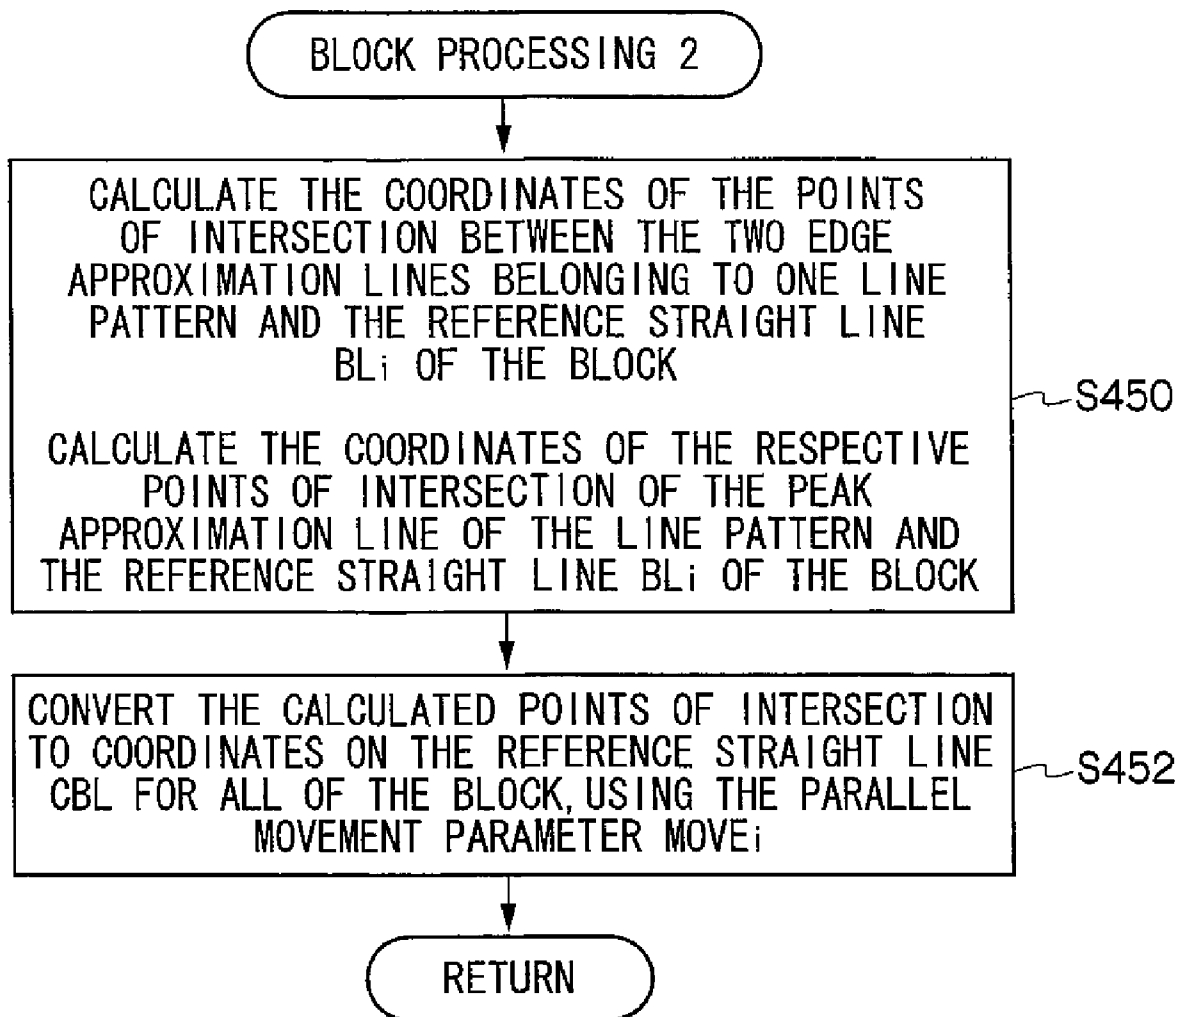 BLOCK PROCESSING 2
CALCULATE THE COORDINATES OF THE POINTS
OF INTERSECTION BETWEEN THE TWO EDGE
APPROXIMATION LINES BELONGING TO ONE LINE
PATTERN AND THE REFERENCE STRAIGHT LINE
BLi OF THE BLOCK
CALCULATE THE COORDINATES OF THE RESPECTIVE
POINTS OF INTERSECTION OF THE PEAK
APPROXIMATION LINE OF THE LINE PATTERN AND
THE REFERENCE STRAIGHT LINE BLi OF THE BLOCK
S450
CONVERT THE CALCULATED POINTS OF INTERSECTION
TO COORDINATES ON THE REFERENCE STRAIGHT LINE
CBL FOR ALL OF THE BLOCK, USING THE PARALLEL
MOVEMENT PARAMETER MOVEi
S452
RETURN